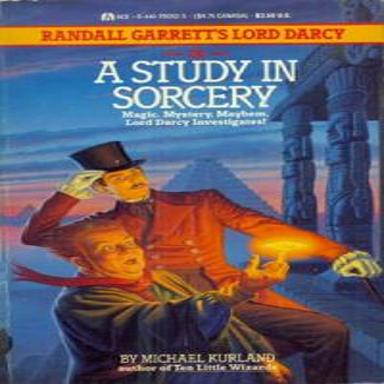 RANDALL GARRETT'S LORD DARCY
IN
A STUDY IN
SORCERY
Magic. Mystery. Mayhem.
Lord Darcy Investigates!
BY MICHAEL KURLAND
author of Ten Little Wizards